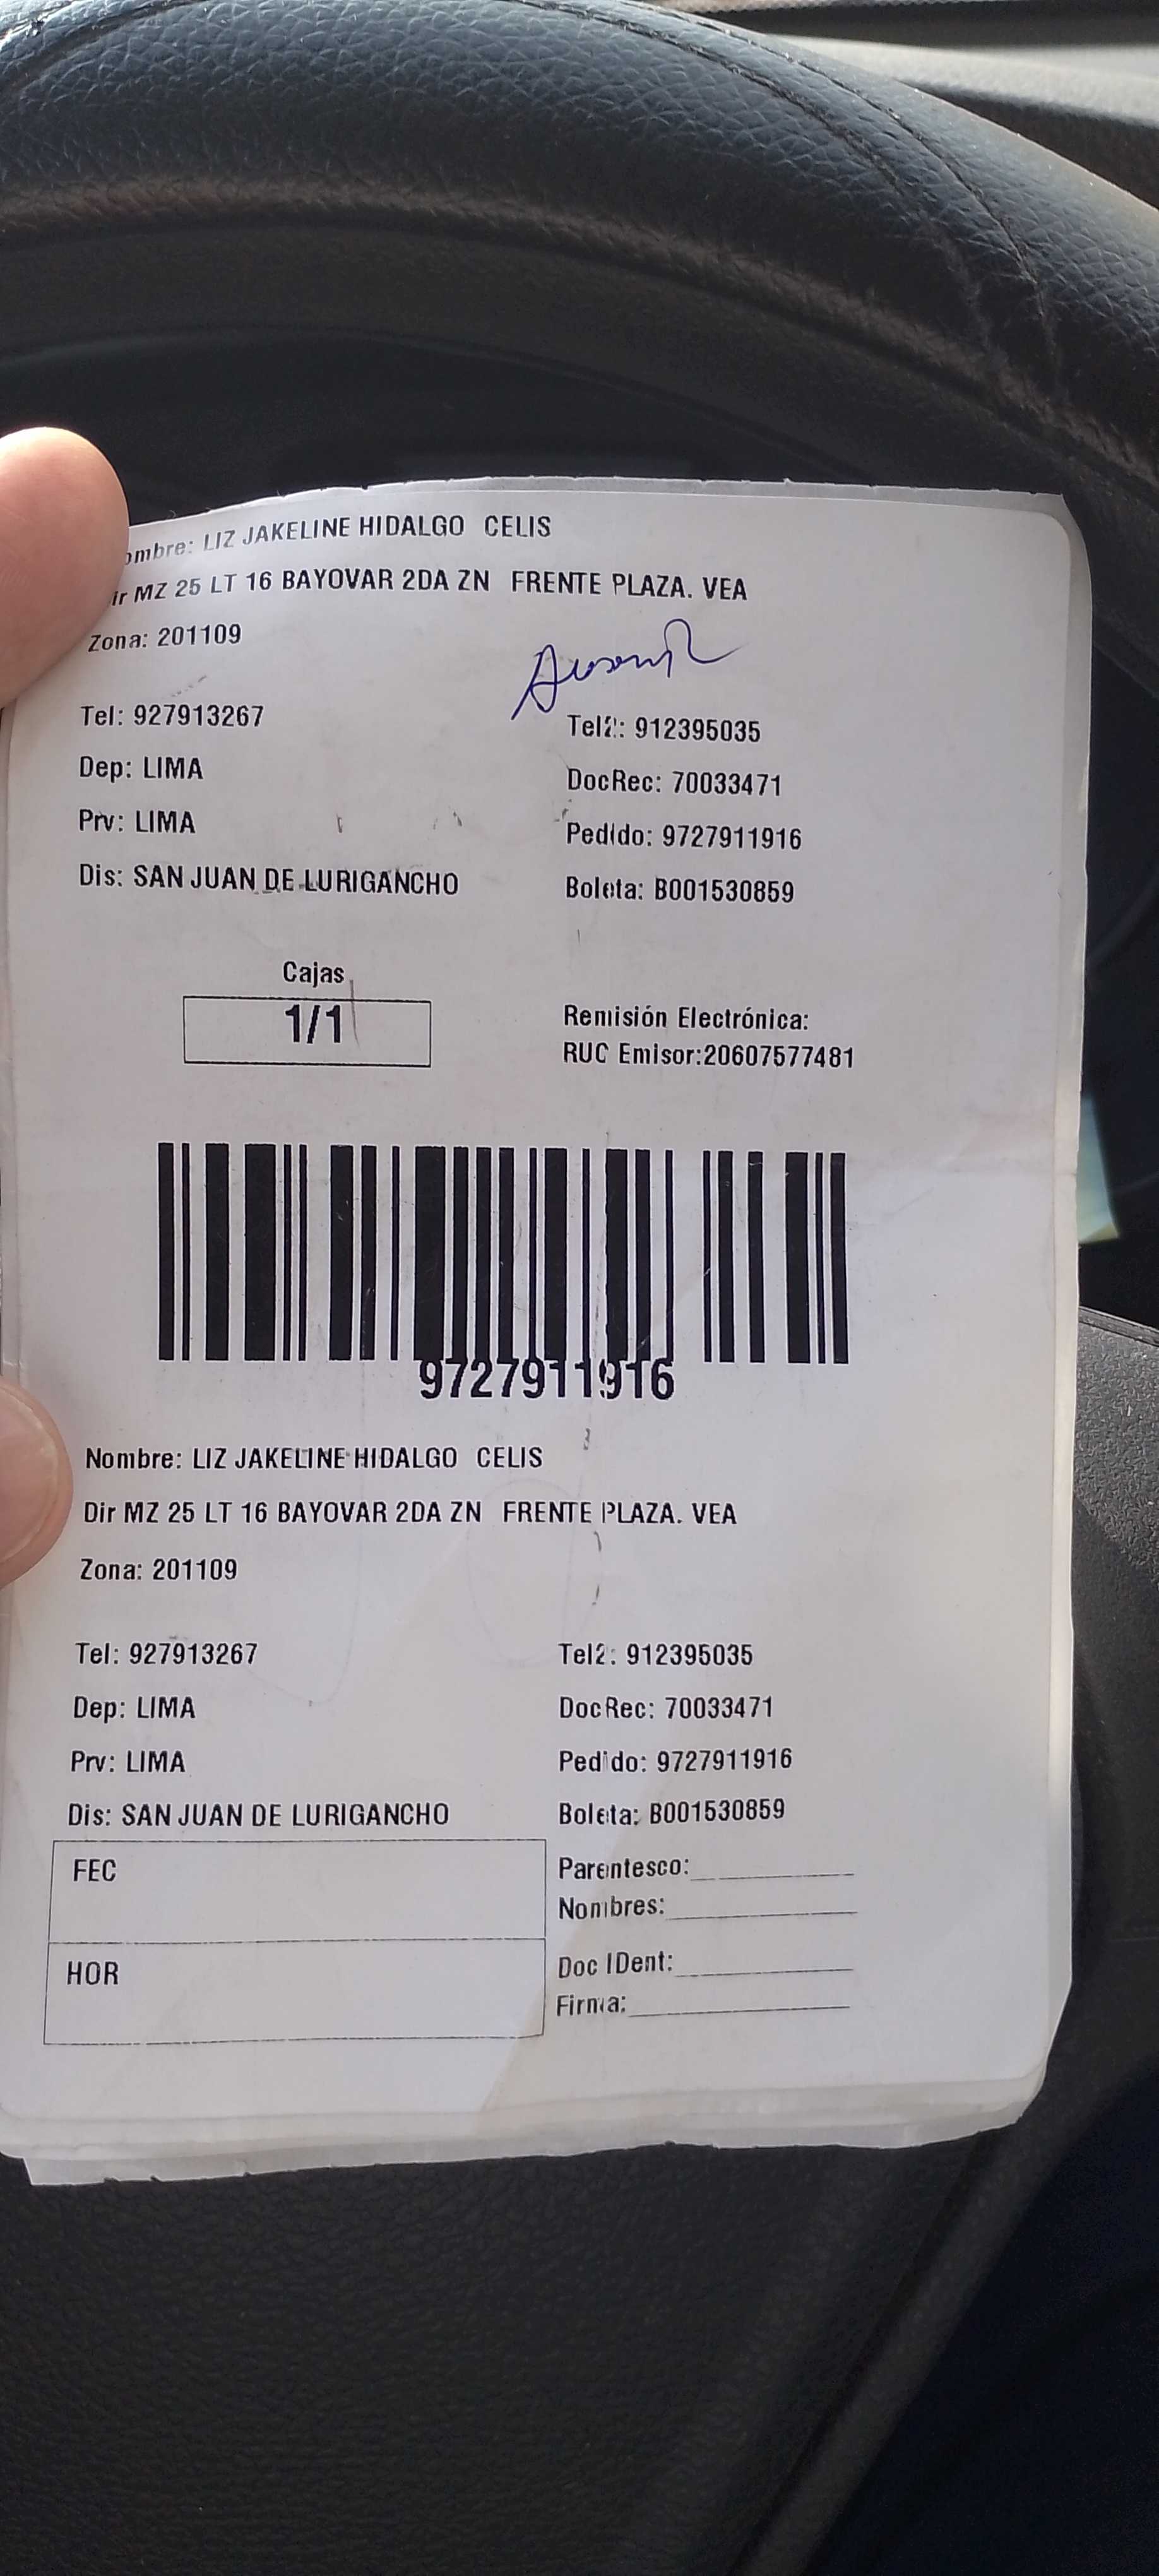 ombre: LIZ JAKELINE HIDALGO CELIS
ir MZ 25 LT 16 BAYOVAR 2DA ZN FRENTE PLAZA. VEA
Zona: 201109
Tel: 927913267 Tel2: 912395035
Dep: LIMA DocRec: 70033471
Prv: LIMA Pedido: 9727911916
Dis: SAN JUAN DE LURIGANCHO Boleta: B001530859
Cajas
1/1
Remisión Electrónica:
RUC Emisor:20607577481
9727911916
Nombre: LIZ JAKELINE HIDALGO CELIS
Dir MZ 25 LT 16 BAYOVAR 2DA ZN FRENTE PLAZA. VEA
Zona: 201109
Tel: 927913267 Tel2: 912395035
Dep: LIMA DocRec: 70033471
Prv: LIMA Pedido: 9727911916
Dis: SAN JUAN DE LURIGANCHO Boleta: B001530859
FEC
HOR
Parentesco:
Nombres:
Doc IDent:
Firma: